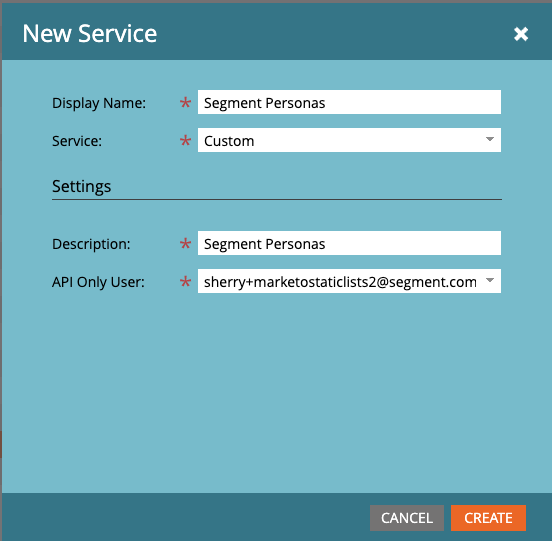 New Service
Display Name: * Segment Personas
Service: * Custom
Settings
Description: * Segment Personas
API Only User: * sherry+marketostaticlists2@segment.com
CANCEL CREATE